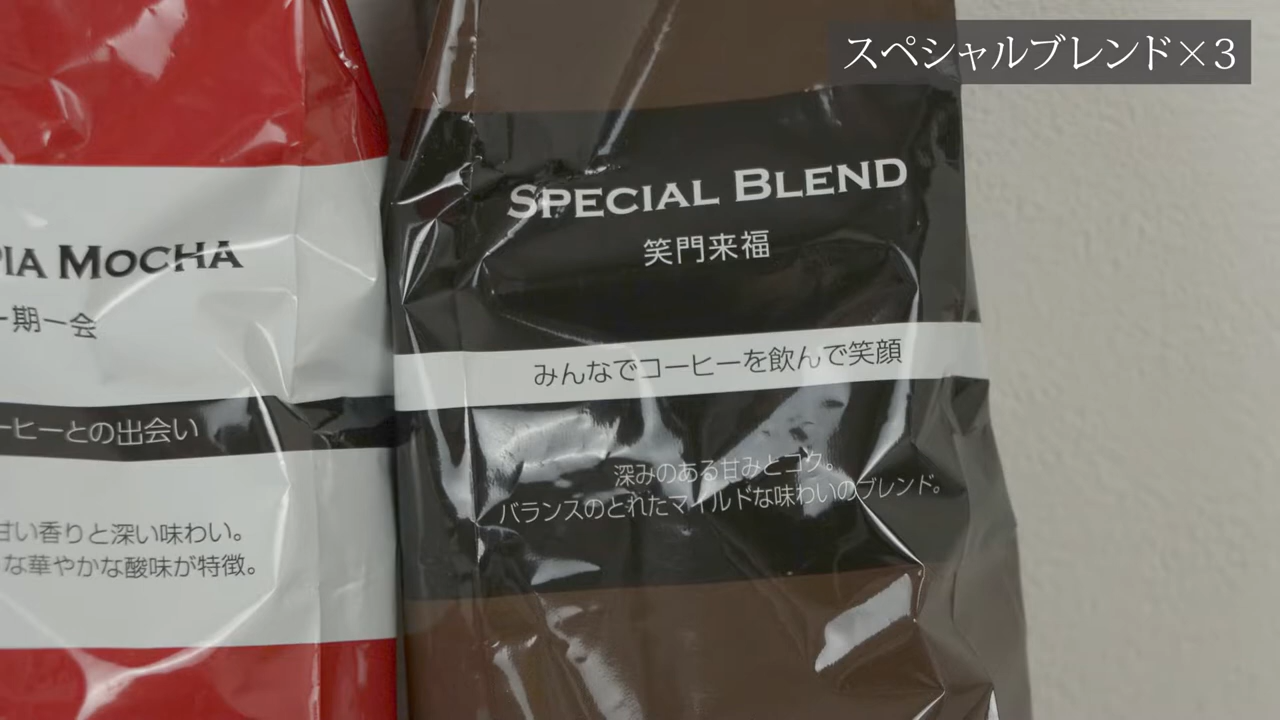 スペシャルブレンド×3
PIA MOCHA
一期一会
ーヒーとの出会い
甘い香りと深い味わい。
な華やかな酸味が特徴。
SPECIAL BLEND
笑門来福
みんなでコーヒーを飲んで笑顔
深みのある甘みとコク。
バランスのとれたマイルドな味わいのブレンド。